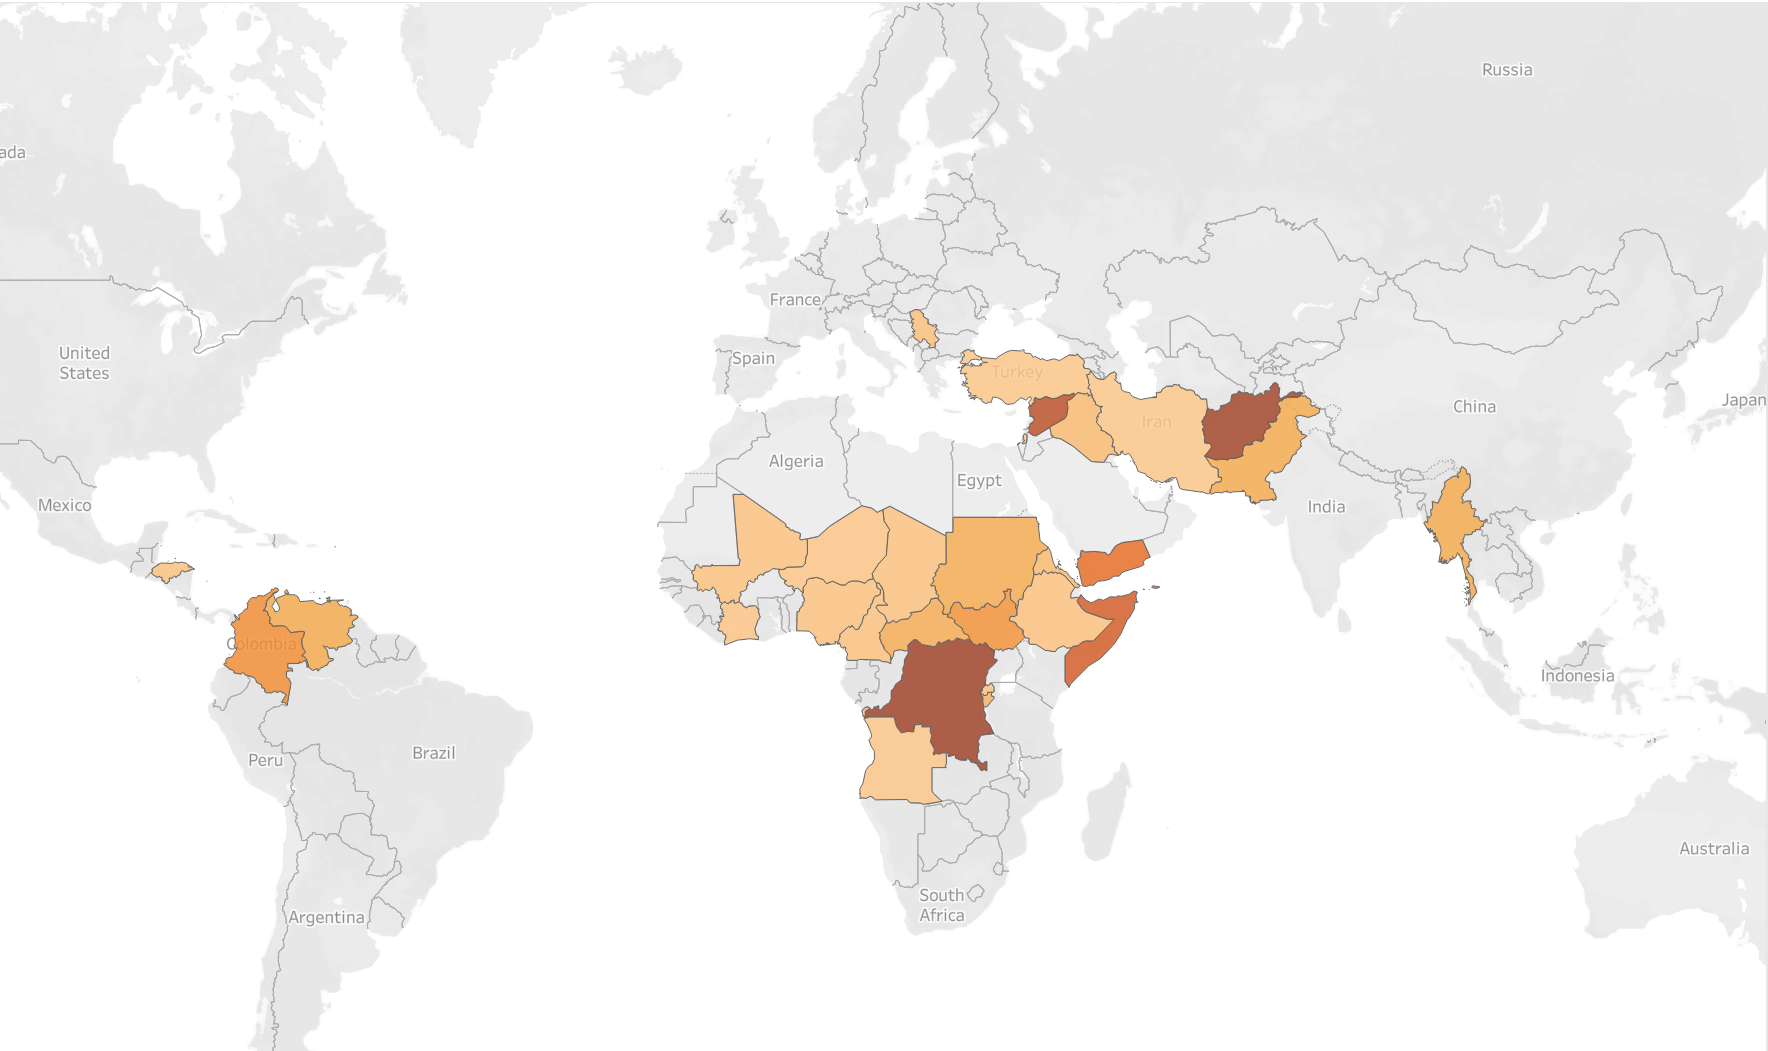 Russia
ada
France
United
States
Spain
Turkey
China
Japan
Iran
Algeria
Egypt
Mexico
India
Colombia
Indonesia
Peru
Brazil
Australia
South
Africa
Argentina